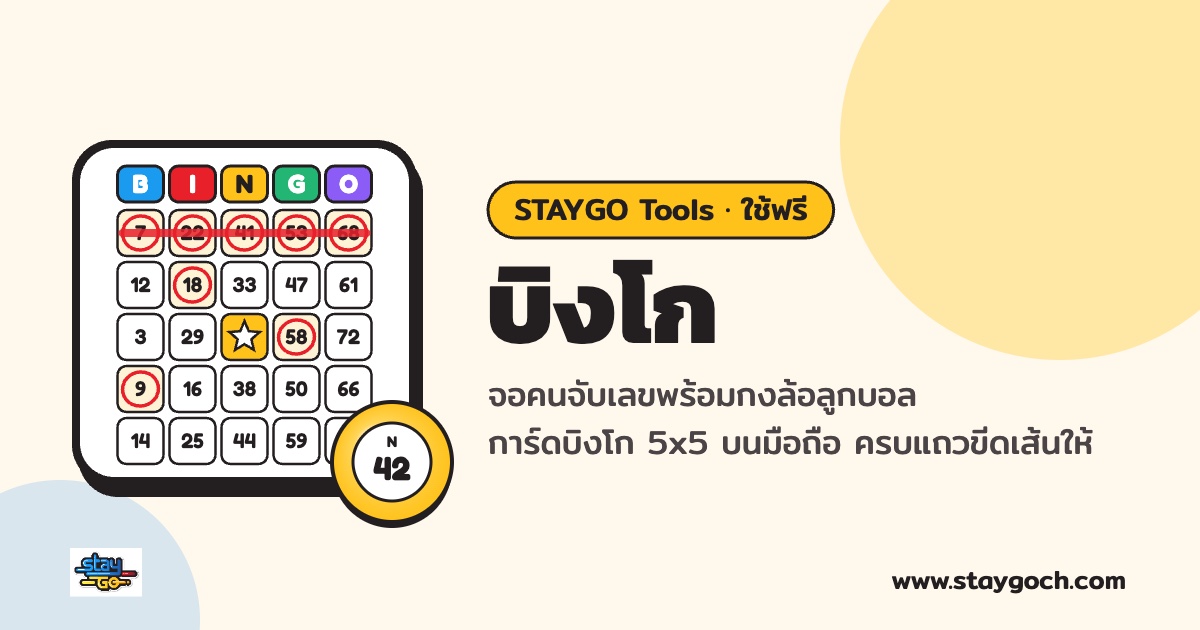 B I N G O
7 22 41 53 68
12 18 33 47 61
3 29 58 72
9 16 38 50 66
14 25 44 59
N
42
STAYGO Tools · ใช้ฟรี
บิงโก
จอคนจับเลขพร้อมกงล้อลูกบอล
การ์ดบิงโก 5x5 บนมือถือ ครบแถวขีดเส้นให้
stay
GO
www.staygoch.com